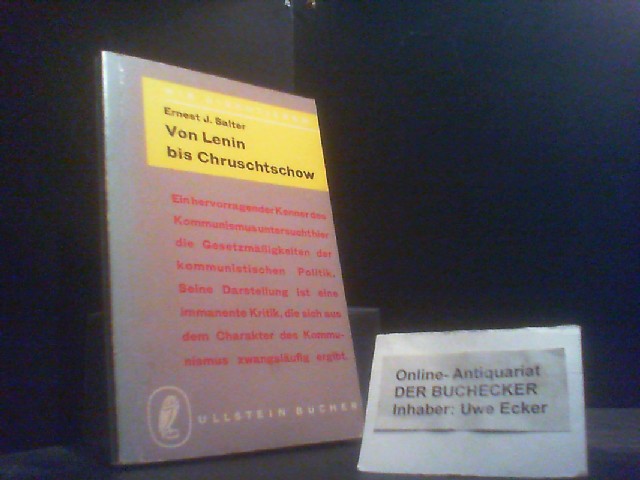 Ernest J. Salter
Von Lenin
bis Chruschtschow
Ein hervorragender Kenner des
Kommunismus untersucht hier
die Gesetzmäßigkeiten der
kommunistischen Politik.
Seine Darstellung ist eine
immanente Kritik, die sich aus
dem Charakter des Kommu-
nismus zwangsläufig ergibt.
ULLSTEIN BÜCHER
Online- Antiquariat
DER BUCHECKER
Inhaber: Uwe Ecker